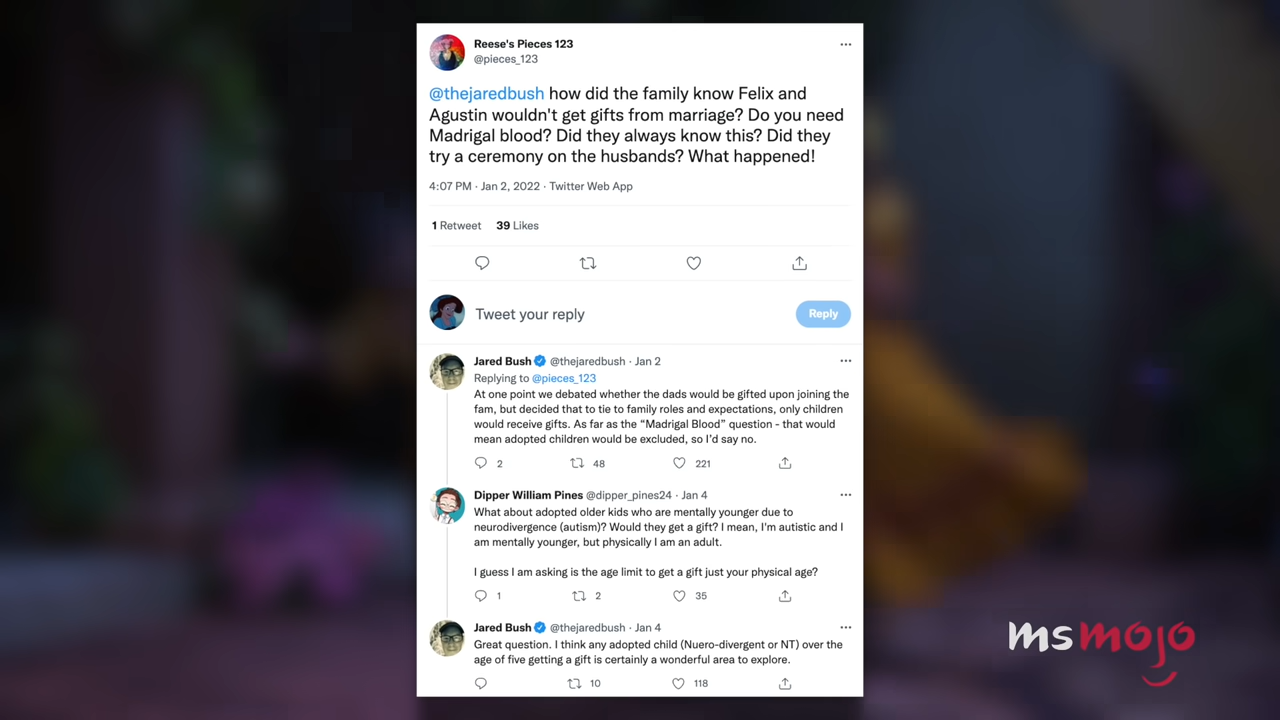 Reese's Pieces 123
@pieces_123
@thejaredbush how did the family know Felix and
Agustin wouldn't get gifts from marriage? Do you need
Madrigal blood? Did they always know this? Did they
try a ceremony on the husbands? What happened!
4:07 PM · Jan 2, 2022 · Twitter Web App
1 Retweet 39 Likes
Tweet your reply
Reply
Jared Bush @thejaredbush · Jan 2
Replying to @pieces_123
At one point we debated whether the dads would be gifted upon joining the
fam, but decided that to tie to family roles and expectations, only children
would receive gifts. As far as the “Madrigal Blood” question - that would
mean adopted children would be excluded, so I’d say no.
2 48 221
Dipper William Pines @dipper_pines24 · Jan 4
What about adopted older kids who are mentally younger due to
neurodivergence (autism)? Would they get a gift? I mean, I'm autistic and I
am mentally younger, but physically I am an adult.
I guess I am asking is the age limit to get a gift just your physical age?
1 2 35
Jared Bush @thejaredbush · Jan 4
Great question. I think any adopted child (Nuero-divergent or NT) over the
age of five getting a gift is certainly a wonderful area to explore.
10 118
msmojo